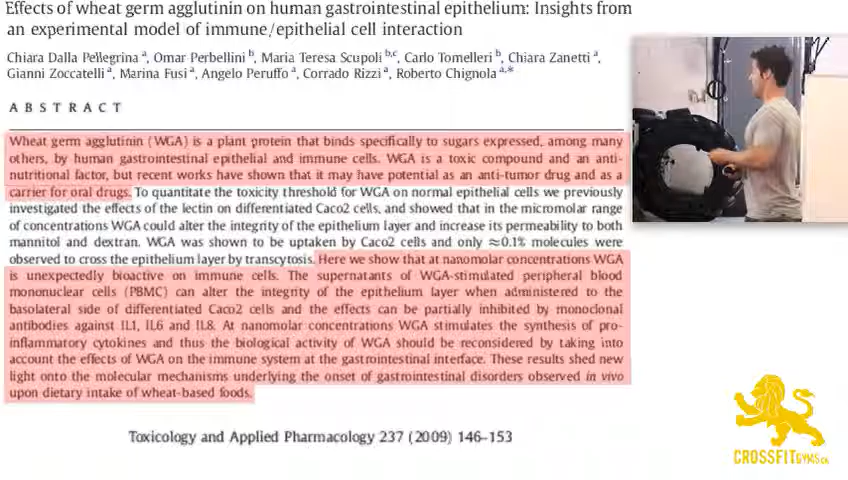 Effects of wheat germ agglutinin on human gastrointestinal epithelium: Insights from
an experimental model of immune/epithelial cell interaction
Chiara Dalla Pellegrina a, Omar Perbellini b, Maria Teresa Scupoli b,c, Carlo Tomelleri b, Chiara Zanetti a,
Gianni Zoccatelli a, Marina Fusi a, Angelo Peruffo a, Corrado Rizzi a, Roberto Chignola a,*
ABSTRACT
Wheat germ agglutinin (WGA) is a plant protein that binds specifically to sugars expressed, among many
others, by human gastrointestinal epithelial and immune cells. WGA is a toxic compound and an anti-
nutritional factor, but recent works have shown that it may have potential as an anti-tumor drug and as a
carrier for oral drugs. To quantitate the toxicity threshold for WGA on normal epithelial cells we previously
investigated the effects of the lectin on differentiated Caco2 cells, and showed that in the micromolar range
of concentrations WGA could alter the integrity of the epithelium layer and increase its permeability to both
mannitol and dextran. WGA was shown to be uptaken by Caco2 cells and only ≈0.1% molecules were
observed to cross the epithelium layer by transcytosis. Here we show that at nanomolar concentrations WGA
is unexpectedly bioactive on immune cells. The supernatants of WGA-stimulated peripheral blood
mononuclear cells (PBMC) can alter the integrity of the epithelium layer when administered to the
basolateral side of differentiated Caco2 cells and the effects can be partially inhibited by monoclonal
antibodies against IL1, IL6 and IL8. At nanomolar concentrations WGA stimulates the synthesis of pro-
inflammatory cytokines and thus the biological activity of WGA should be reconsidered by taking into
account the effects of WGA on the immune system at the gastrointestinal interface. These results shed new
light onto the molecular mechanisms underlying the onset of gastrointestinal disorders observed in vivo
upon dietary intake of wheat-based foods.
Toxicology and Applied Pharmacology 237 (2009) 146–153
CROSSFITGYMS.CA